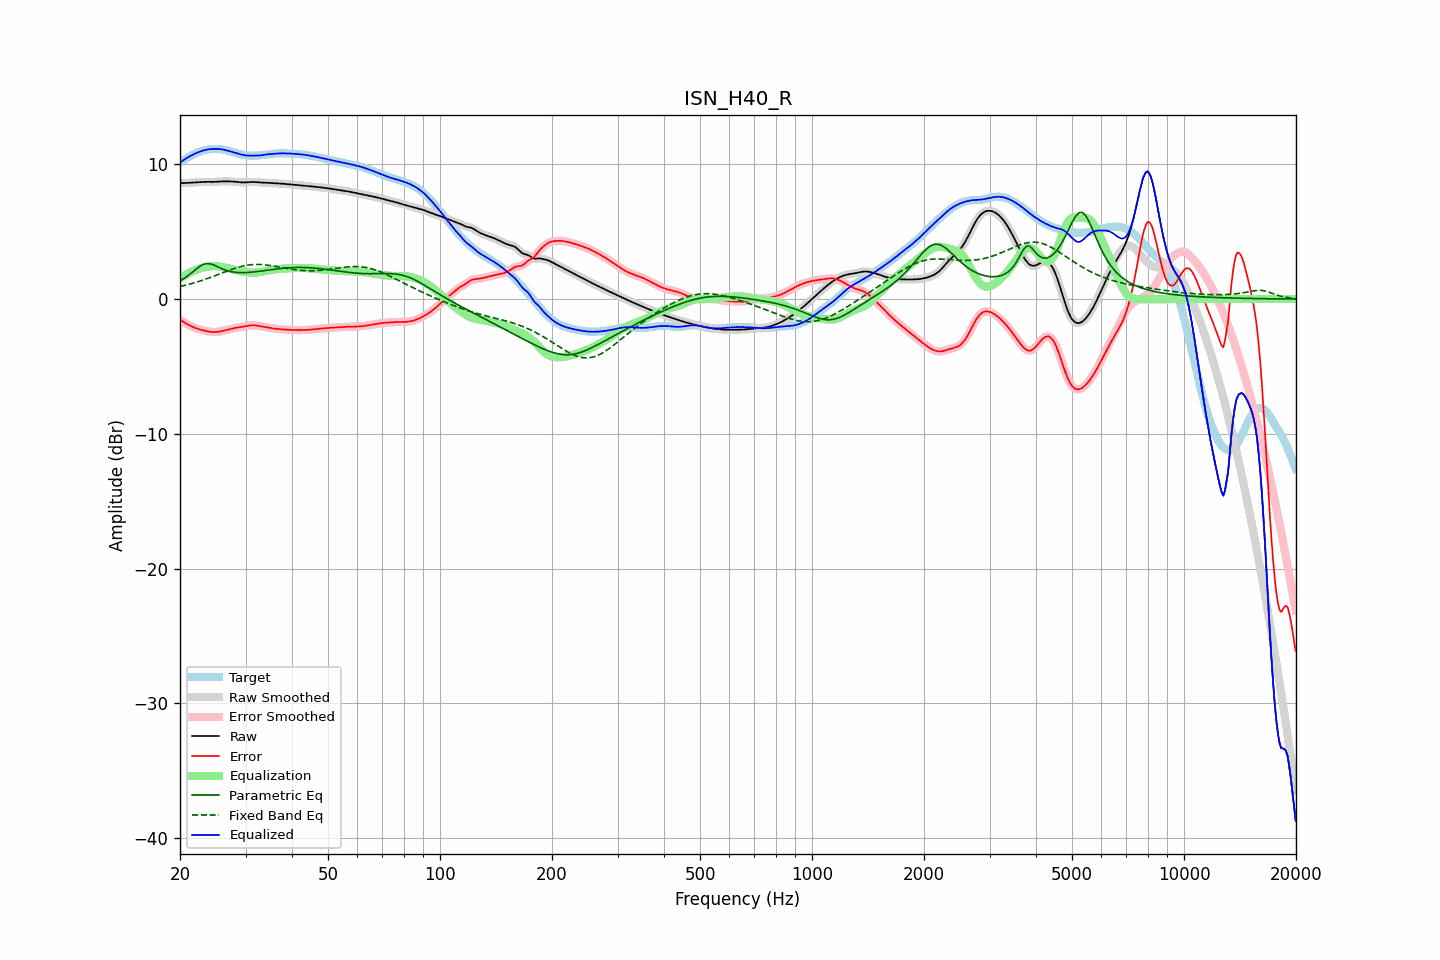 ISN_H40_R
Amplitude (dBr)
10
0
−10
−20
−30
−40
Target
Raw Smoothed
Error Smoothed
Raw
Error
Equalization
Parametric Eq
Fixed Band Eq
Equalized
20 50 100 200 500 1000 2000 5000 10000 20000
Frequency (Hz)